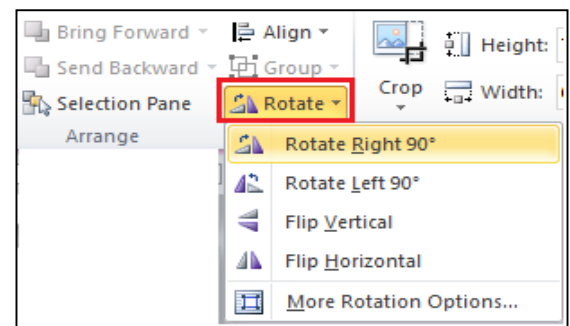 Bring Forward
Align
Height:
Send Backward
Group
Selection Pane
Rotate
Crop
Width:
Arrange
Rotate Right 90°
Rotate Left 90°
Flip Vertical
Flip Horizontal
More Rotation Options...